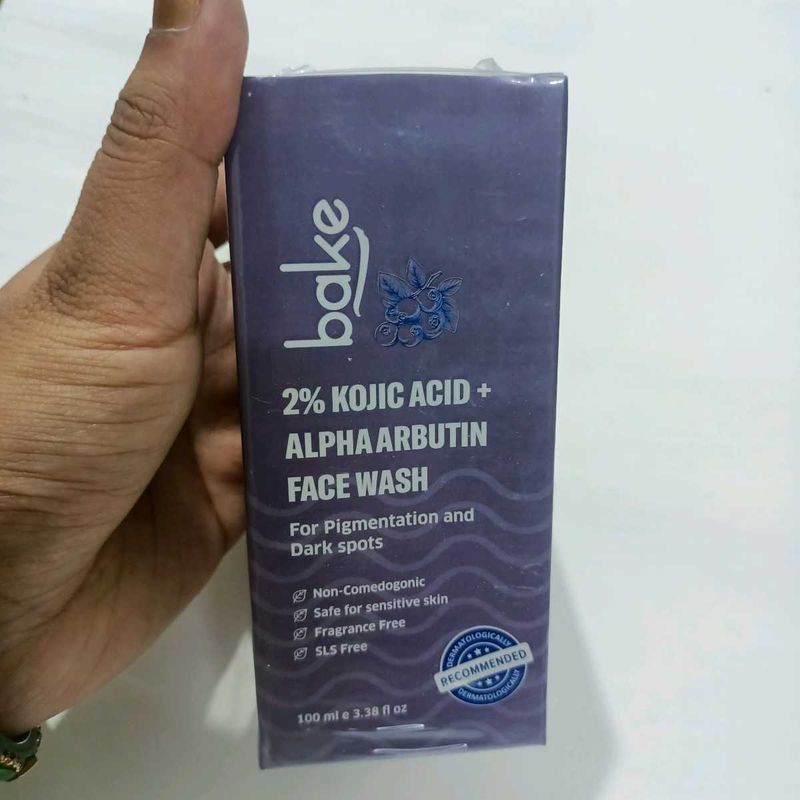 bake
2% KOJIC ACID +
ALPHA ARBUTIN
FACE WASH
For Pigmentation and
Dark spots
Non-Comedogonic
Safe for sensitive skin
Fragrance Free
SLS Free
DERMATOLOGICALLY
RECOMMENDED
DERMATOLOGICALLY
100 ml e 3.38 fl oz